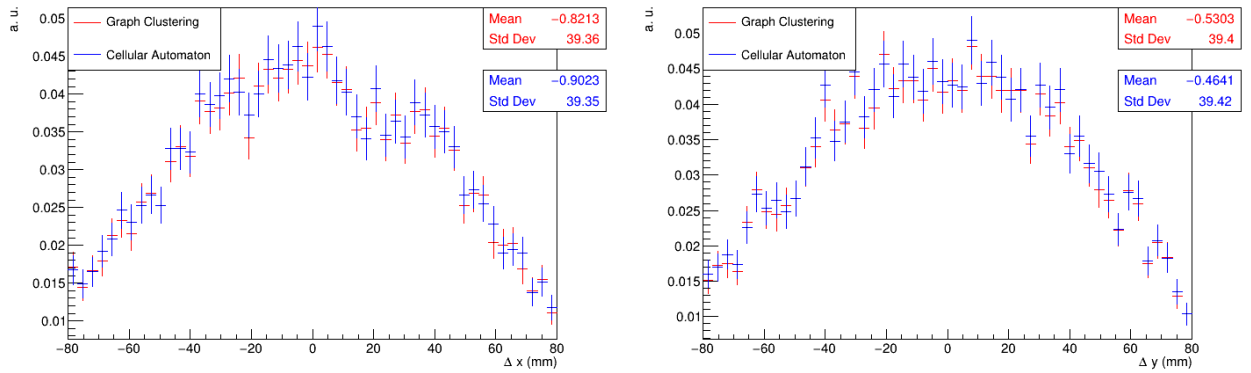 a. u.
Graph Clustering
Cellular Automaton
Mean −0.8213
Std Dev 39.36
Mean −0.9023
Std Dev 39.35
0.05
0.045
0.04
0.035
0.03
0.025
0.02
0.015
0.01
−80 −60 −40 −20 0 20 40 60 80
Δ x (mm)
a. u.
Graph Clustering
Cellular Automaton
Mean −0.5303
Std Dev 39.4
Mean −0.4641
Std Dev 39.42
0.05
0.045
0.04
0.035
0.03
0.025
0.02
0.015
0.01
−80 −60 −40 −20 0 20 40 60 80
Δ y (mm)